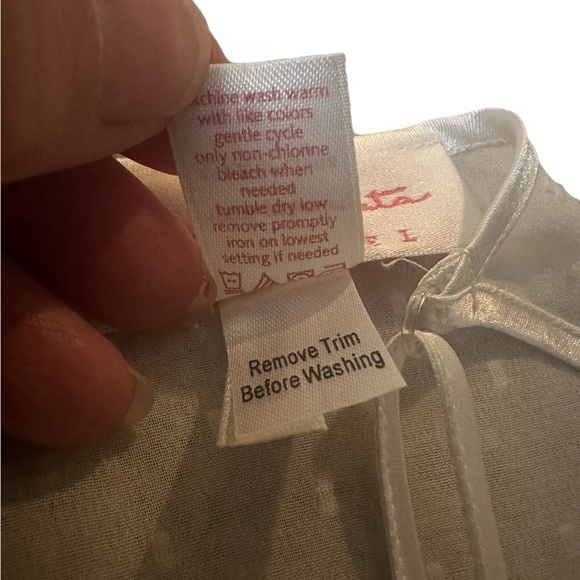 achine wash warm
with like colors
gentle cycle
only non-chlorine
bleach when
needed
tumble dry low
remove promptly
iron on lowest
setting if needed
Remove Trim
Before Washing
L